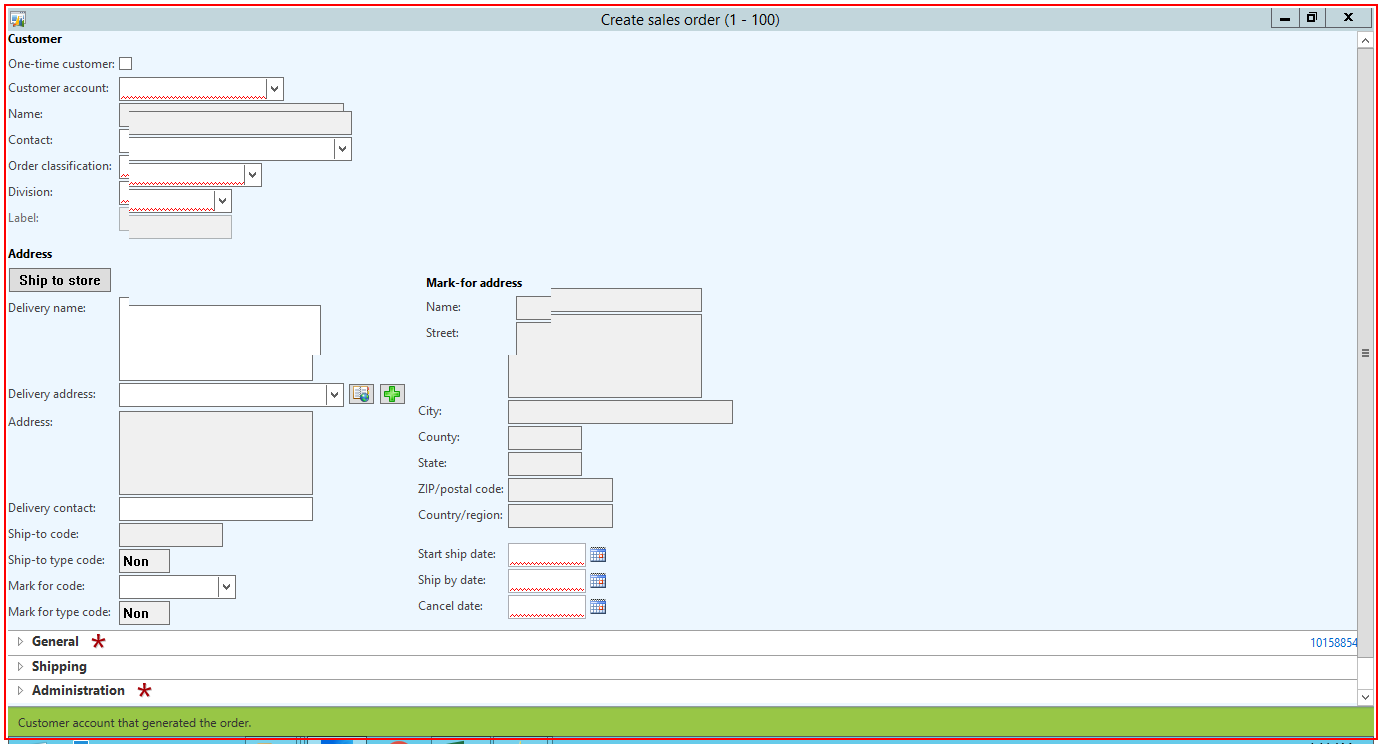 Create sales order (1 - 100)
Customer
One-time customer:
Customer account:
Name:
Contact:
Order classification:
Division:
Label:
Address
Ship to store
Delivery name:
Delivery address:
Address:
Delivery contact:
Ship-to code:
Ship-to type code: Non
Mark for code:
Mark for type code: Non
Mark-for address
Name:
Street:
City:
County:
State:
ZIP/postal code:
Country/region:
Start ship date:
Ship by date:
Cancel date:
General * 10158854
Shipping
Administration *
Customer account that generated the order.